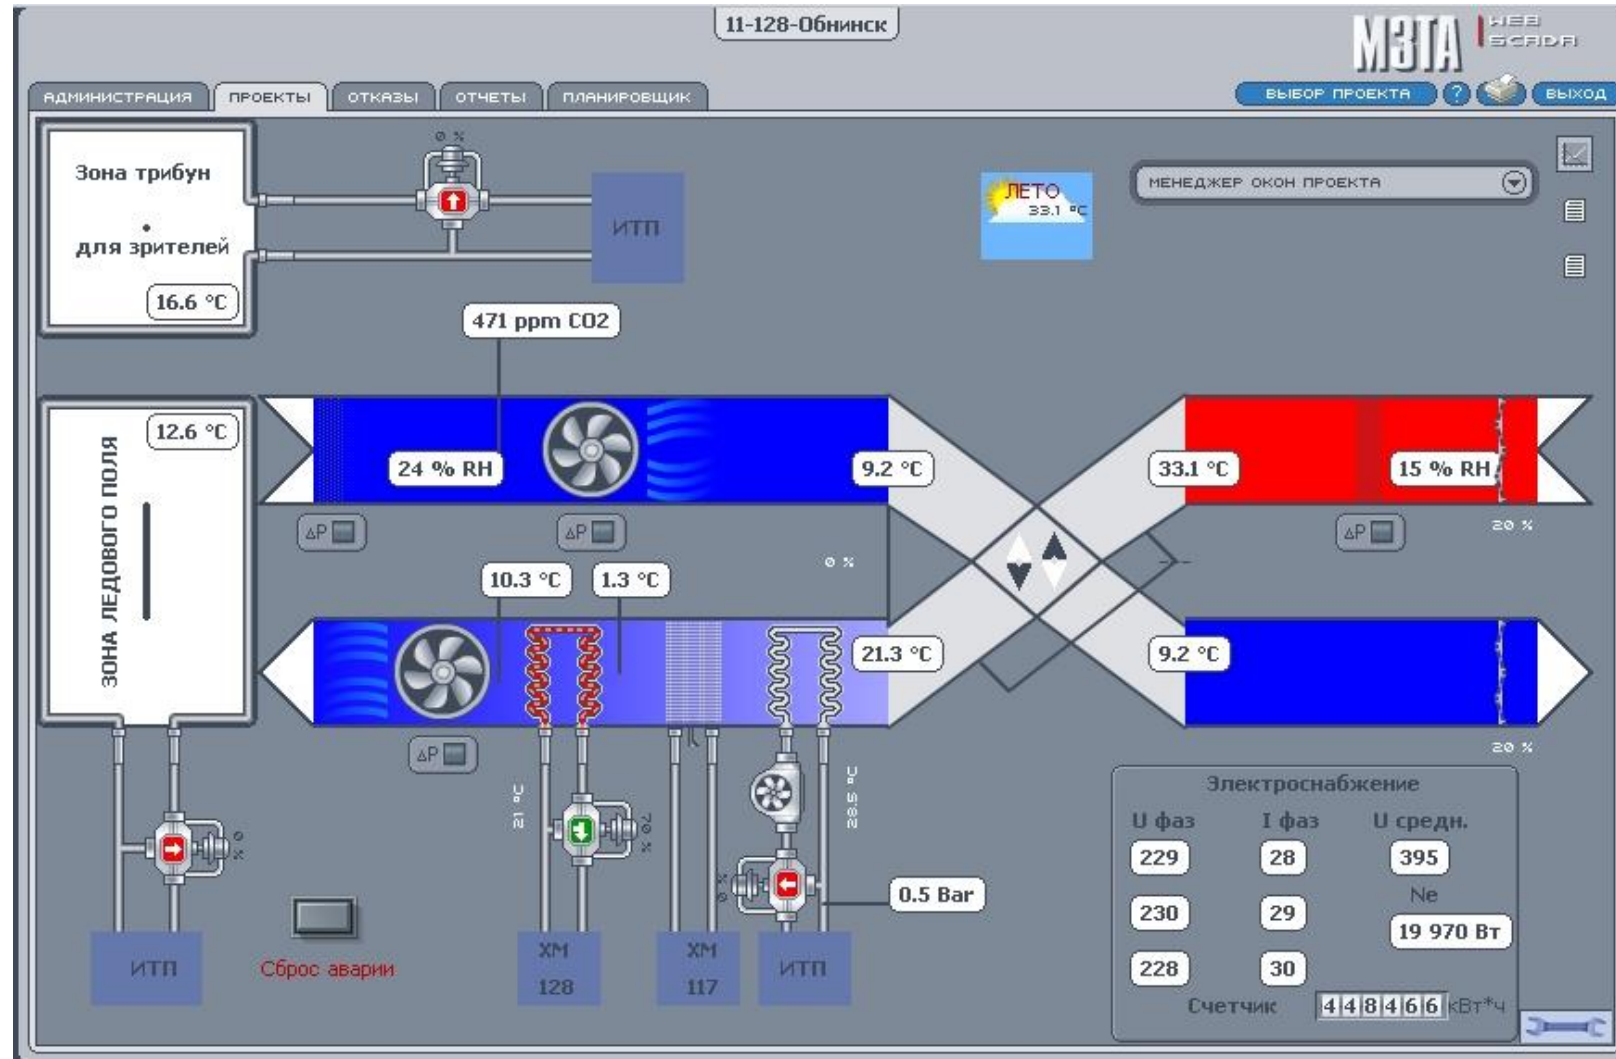 11-128-Обнинск
МЗТА WEB SCADA
АДМИНИСТРАЦИЯ ПРОЕКТЫ ОТКАЗЫ ОТЧЕТЫ ПЛАНИРОВЩИК
ВЫБОР ПРОЕКТА ? ВЫХОД
0 %
Зона трибун
для зрителей
16.6 °C
ИТП
ЛЕТО
33.1 °C
МЕНЕДЖЕР ОКОН ПРОЕКТА
471 ppm CO2
ЗОНА ЛЕДОВОГО ПОЛЯ
12.6 °C
24 % RH
9.2 °C
33.1 °C
15 % RH
ΔP
ΔP
ΔP
20 %
0 %
10.3 °C
1.3 °C
21.3 °C
9.2 °C
ΔP
20 %
21 °C
28.5 °C
0 %
70 %
0 %
0.5 Bar
ИТП
Сброс аварии
ХМ
128
ХМ
117
ИТП
Электроснабжение
U фаз I фаз U средн.
229 28 395
Ne
230 29 19 970 Вт
228 30
Счетчик 448466 кВт*ч